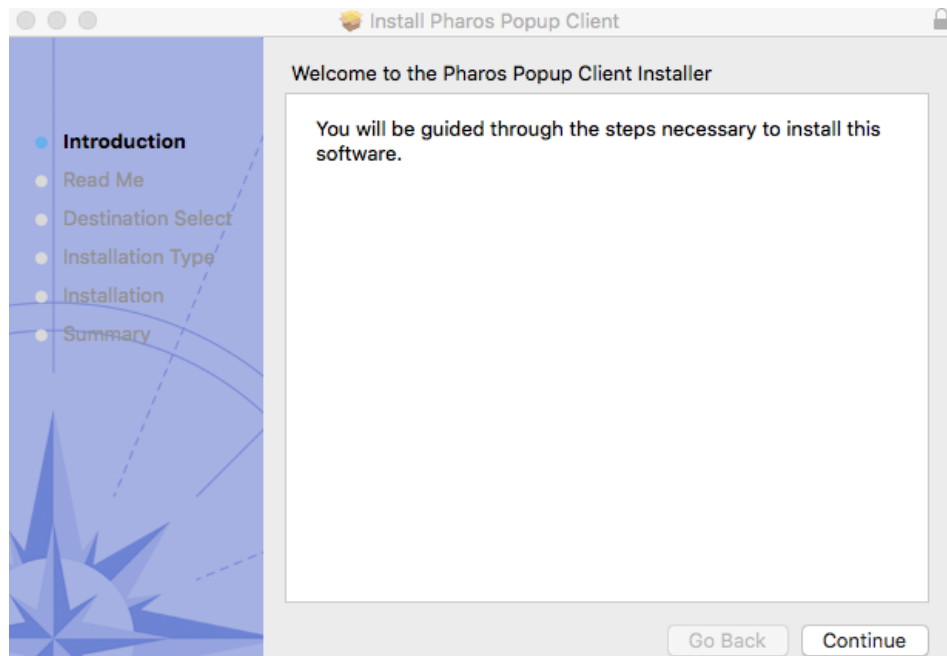 Install Pharos Popup Client
Welcome to the Pharos Popup Client Installer
Introduction
Read Me
Destination Select
Installation Type
Installation
Summary
You will be guided through the steps necessary to install this
software.
Go Back
Continue